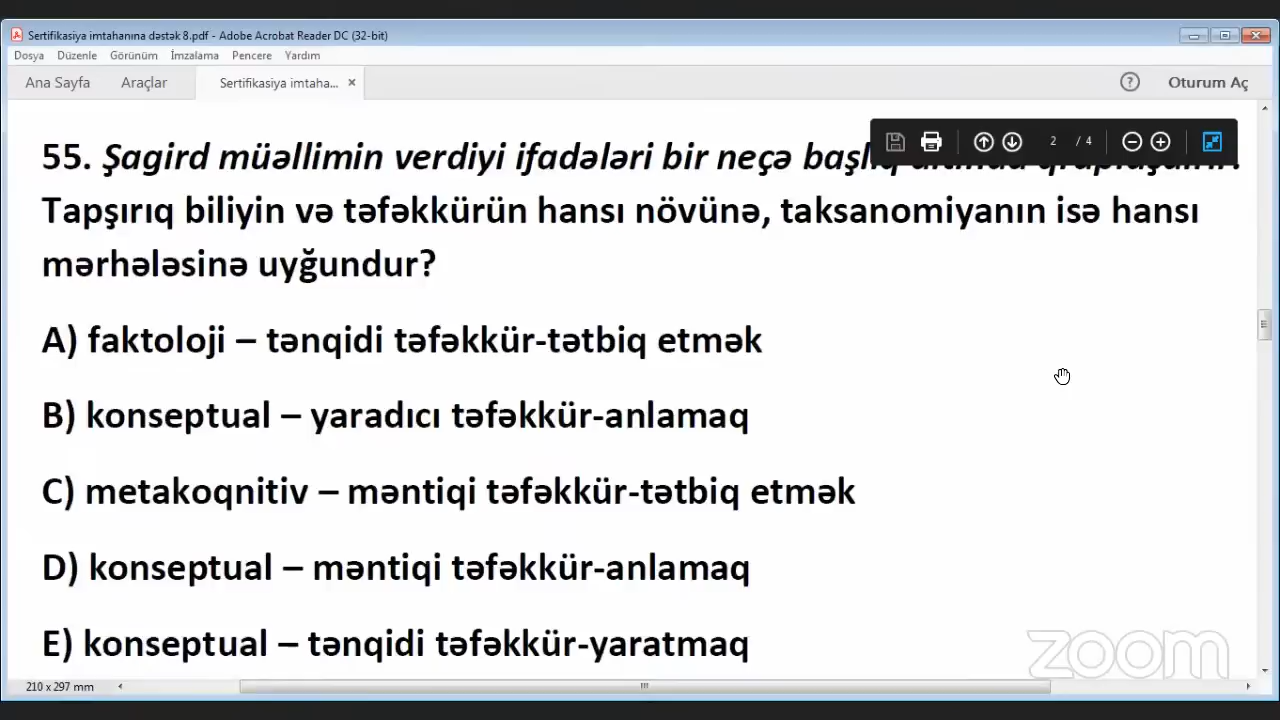 Sertifikasiya imtahanına dəstək 8.pdf - Adobe Acrobat Reader DC (32-bit)
Dosya Düzenle Görünüm İmzalama Pencere Yardım
Ana Sayfa Araçlar Sertifikasiya imtaha... × Oturum Aç
2 / 4
55. Şagird müəllimin verdiyi ifadələri bir neçə başlıq
Tapşırıq biliyin və təfəkkürün hansı növünə, taksanomiyanın isə hansı
mərhələsinə uyğundur?
A) faktoloji – tənqidi təfəkkür-tətbiq etmək
B) konseptual – yaradıcı təfəkkür-anlamaq
C) metakoqnitiv – məntiqi təfəkkür-tətbiq etmək
D) konseptual – məntiqi təfəkkür-anlamaq
E) konseptual – tənqidi təfəkkür-yaratmaq
zoom
210 x 297 mm